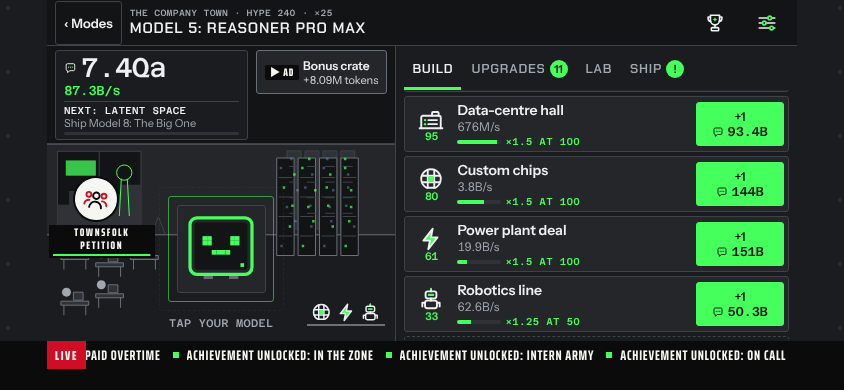 ‹ Modes
THE COMPANY TOWN · HYPE 240 · ×25
MODEL 5: REASONER PRO MAX
7.4Qa
87.3B/s
NEXT: LATENT SPACE
Ship Model 8: The Big One
AD
Bonus crate
+8.09M tokens
TOWNSFOLK
PETITION
TAP YOUR MODEL
BUILD
UPGRADES 11
LAB
SHIP !
95
Data-centre hall
676M/s
×1.5 AT 100
+1
93.4B
80
Custom chips
3.8B/s
×1.5 AT 100
+1
144B
61
Power plant deal
19.9B/s
×1.5 AT 100
+1
151B
33
Robotics line
62.6B/s
×1.25 AT 50
+1
50.3B
LIVE
PAID OVERTIME ACHIEVEMENT UNLOCKED: IN THE ZONE ACHIEVEMENT UNLOCKED: INTERN ARMY ACHIEVEMENT UNLOCKED: ON CALL